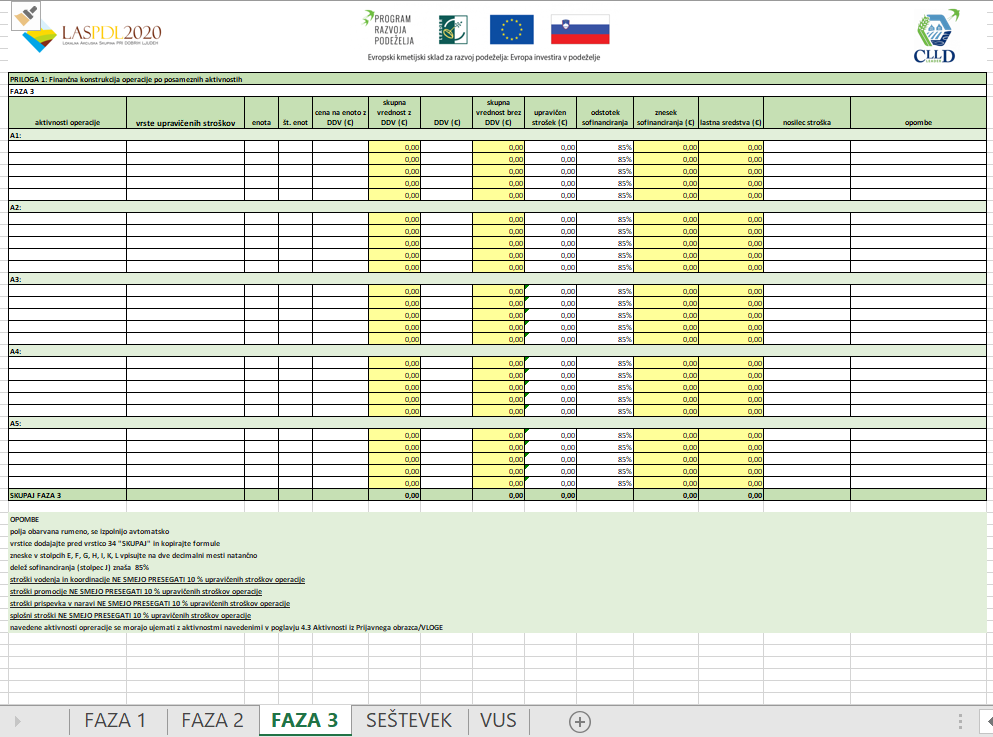 LASPDL2020
LOKALNA AKCIJSKA SKUPINA PRI DOBRIH LJUDEH
PROGRAM
RAZVOJA
PODEŽELJA
Evropski kmetijski sklad za razvoj podeželja: Evropa investira v podeželje
CLLD
PRILOGA 1: Finančna konstrukcija operacije po posameznih aktivnostih
FAZA 3
aktivnosti operacije vrste upravičenih stroškov enota št. enot cena na enoto z DDV (€) skupna vrednost z DDV (€) DDV (€) skupna vrednost brez DDV (€) upravičen strošek (€) odstotek sofinanciranja znesek sofinanciranja (€) lastna sredstva (€) nosilec stroška opombe
A1:
0,00 0,00 0,00 85% 0,00 0,00
0,00 0,00 0,00 85% 0,00 0,00
0,00 0,00 0,00 85% 0,00 0,00
0,00 0,00 0,00 85% 0,00 0,00
0,00 0,00 0,00 85% 0,00 0,00
A2:
0,00 0,00 0,00 85% 0,00 0,00
0,00 0,00 0,00 85% 0,00 0,00
0,00 0,00 0,00 85% 0,00 0,00
0,00 0,00 0,00 85% 0,00 0,00
0,00 0,00 0,00 85% 0,00 0,00
A3:
0,00 0,00 0,00 85% 0,00 0,00
0,00 0,00 0,00 85% 0,00 0,00
0,00 0,00 0,00 85% 0,00 0,00
0,00 0,00 0,00 85% 0,00 0,00
0,00 0,00 0,00 85% 0,00 0,00
A4:
0,00 0,00 0,00 85% 0,00 0,00
0,00 0,00 0,00 85% 0,00 0,00
0,00 0,00 0,00 85% 0,00 0,00
0,00 0,00 0,00 85% 0,00 0,00
0,00 0,00 0,00 85% 0,00 0,00
A5:
0,00 0,00 0,00 85% 0,00 0,00
0,00 0,00 0,00 85% 0,00 0,00
0,00 0,00 0,00 85% 0,00 0,00
0,00 0,00 0,00 85% 0,00 0,00
0,00 0,00 0,00 85% 0,00 0,00
SKUPAJ FAZA 3 0,00 0,00 0,00 0,00 0,00
OPOMBE
polja obarvana rumeno, se izpolnijo avtomatsko
vrstice dodajajte pred vrstico 34 "SKUPAJ" in kopirajte formule
zneske v stolpcih E, F, G, H, I, K, L vpisujte na dve decimalni mesti natančno
delež sofinanciranja (stolpec J) znaša 85%
stroški vodenja in koordinacije NE SMEJO PRESEGATI 10 % upravičenih stroškov operacije
stroški promocije NE SMEJO PRESEGATI 10 % upravičenih stroškov operacije
stroški prispevka v naravi NE SMEJO PRESEGATI 10 % upravičenih stroškov operacije
splošni stroški NE SMEJO PRESEGATI 10 % upravičenih stroškov operacije
navedene aktivnosti opreracije se morajo ujemati z aktivnostmi navedenimi v poglavju 4.3 Aktivnosti iz Prijavnega obrazca/VLOGE
FAZA 1 FAZA 2 FAZA 3 SEŠTEVEK VUS